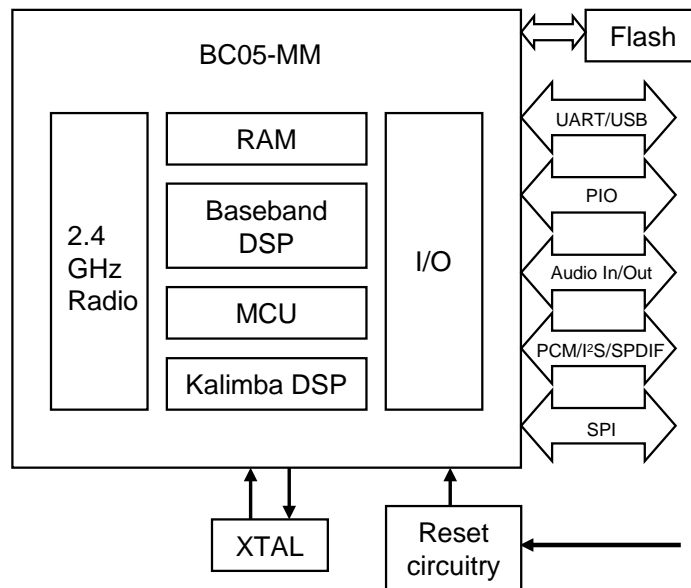 BC05-MM
Flash
UART/USB
PIO
Audio In/Out
PCM/I²S/SPDIF
SPI
2.4
GHz
Radio
RAM
Baseband
DSP
MCU
Kalimba DSP
I/O
XTAL
Reset
circuitry